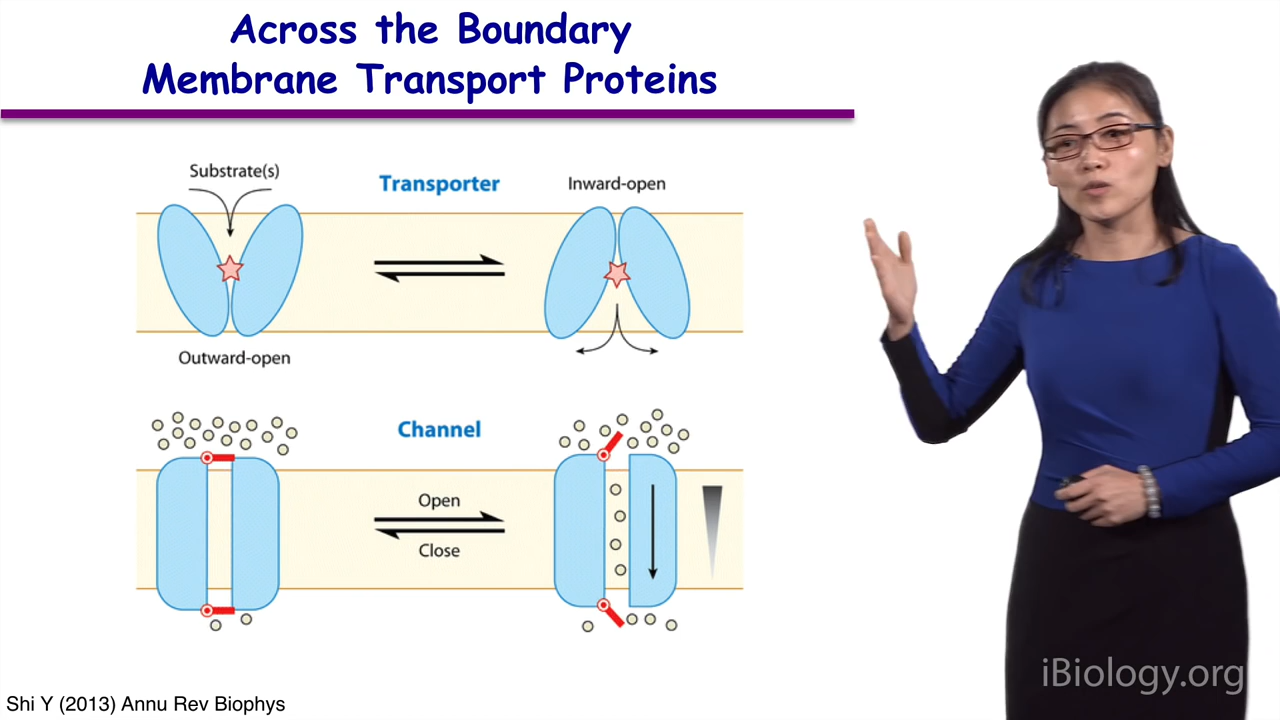 Across the Boundary
Membrane Transport Proteins
Substrate(s)
Transporter
Inward-open
Outward-open
Channel
Open
Close
Shi Y (2013) Annu Rev Biophys
iBiology.org